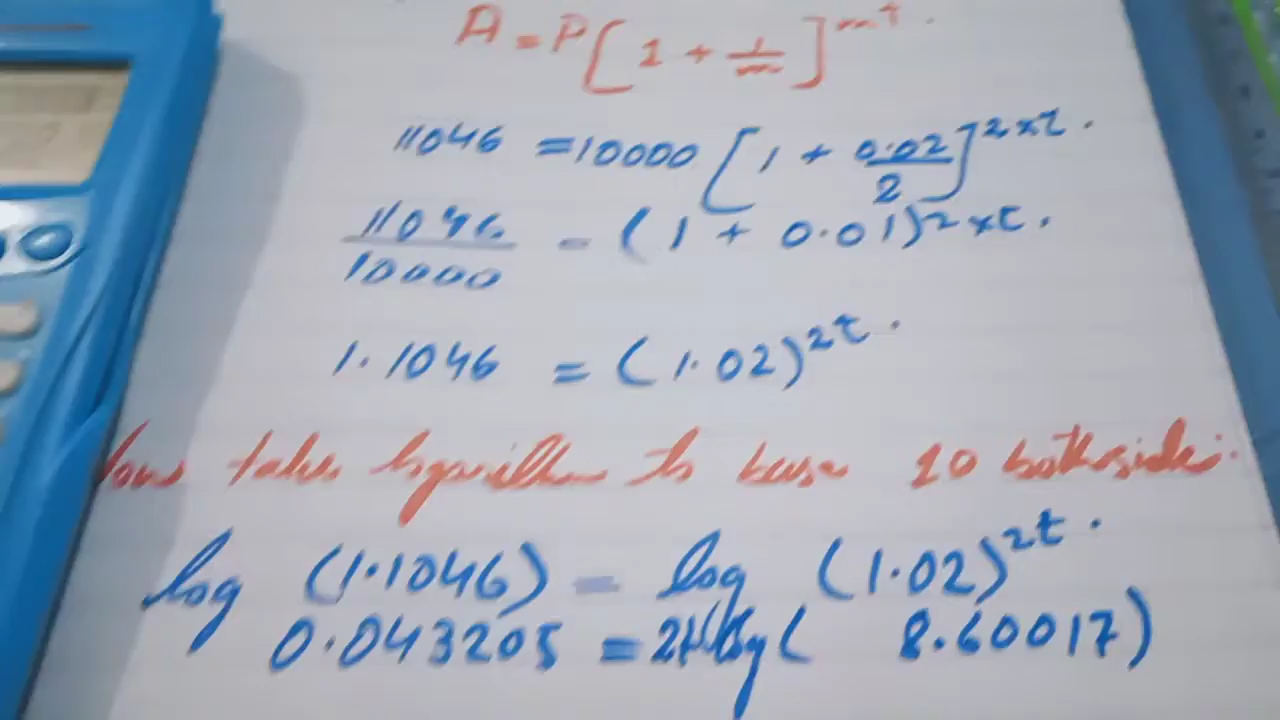 A = P[1 + 1/m]^mt.
11046 = 10000 [1 + 0.02/2]^2×t.
11046/10000 = (1 + 0.01)^2×t.
1.1046 = (1.02)^2t.
take logarithm to base 10 both sides.
log (1.1046) = log (1.02)^2t.
0.043205 = 2t log ( 8.60017)